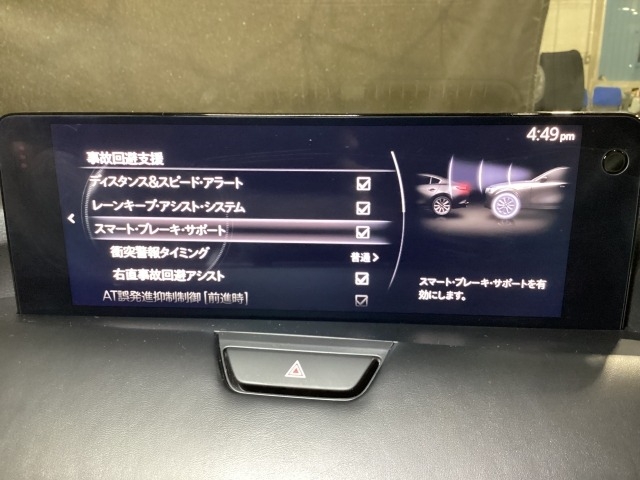 4:49pm
事故回避支援
ディスタンス&スピード・アラート
レーンキープ・アシスト・システム
スマート・ブレーキ・サポート
衝突警報タイミング 普通
右直事故回避アシスト
AT誤発進抑制制御[前進時]
スマート・ブレーキ・サポートを有
効にします。